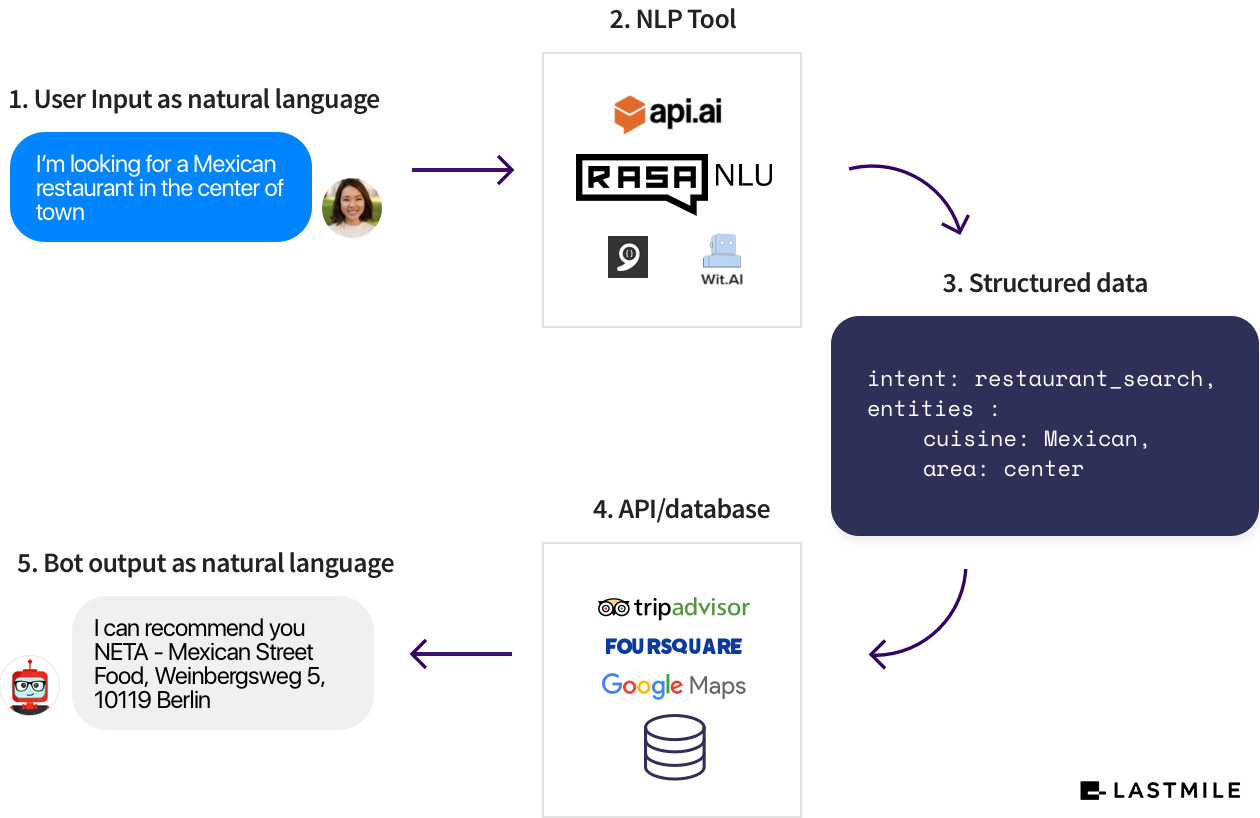 2. NLP Tool
1. User Input as natural language
I'm looking for a Mexican
restaurant in the center of
town
api.ai
RASA NLU
Wit.AI
3. Structured data
intent: restaurant_search,
entities :
cuisine: Mexican,
area: center
4. API/database
tripadvisor
FOURSQUARE
Google Maps
5. Bot output as natural language
I can recommend you
NETA - Mexican Street
Food, Weinbergsweg 5,
10119 Berlin
LASTMILE